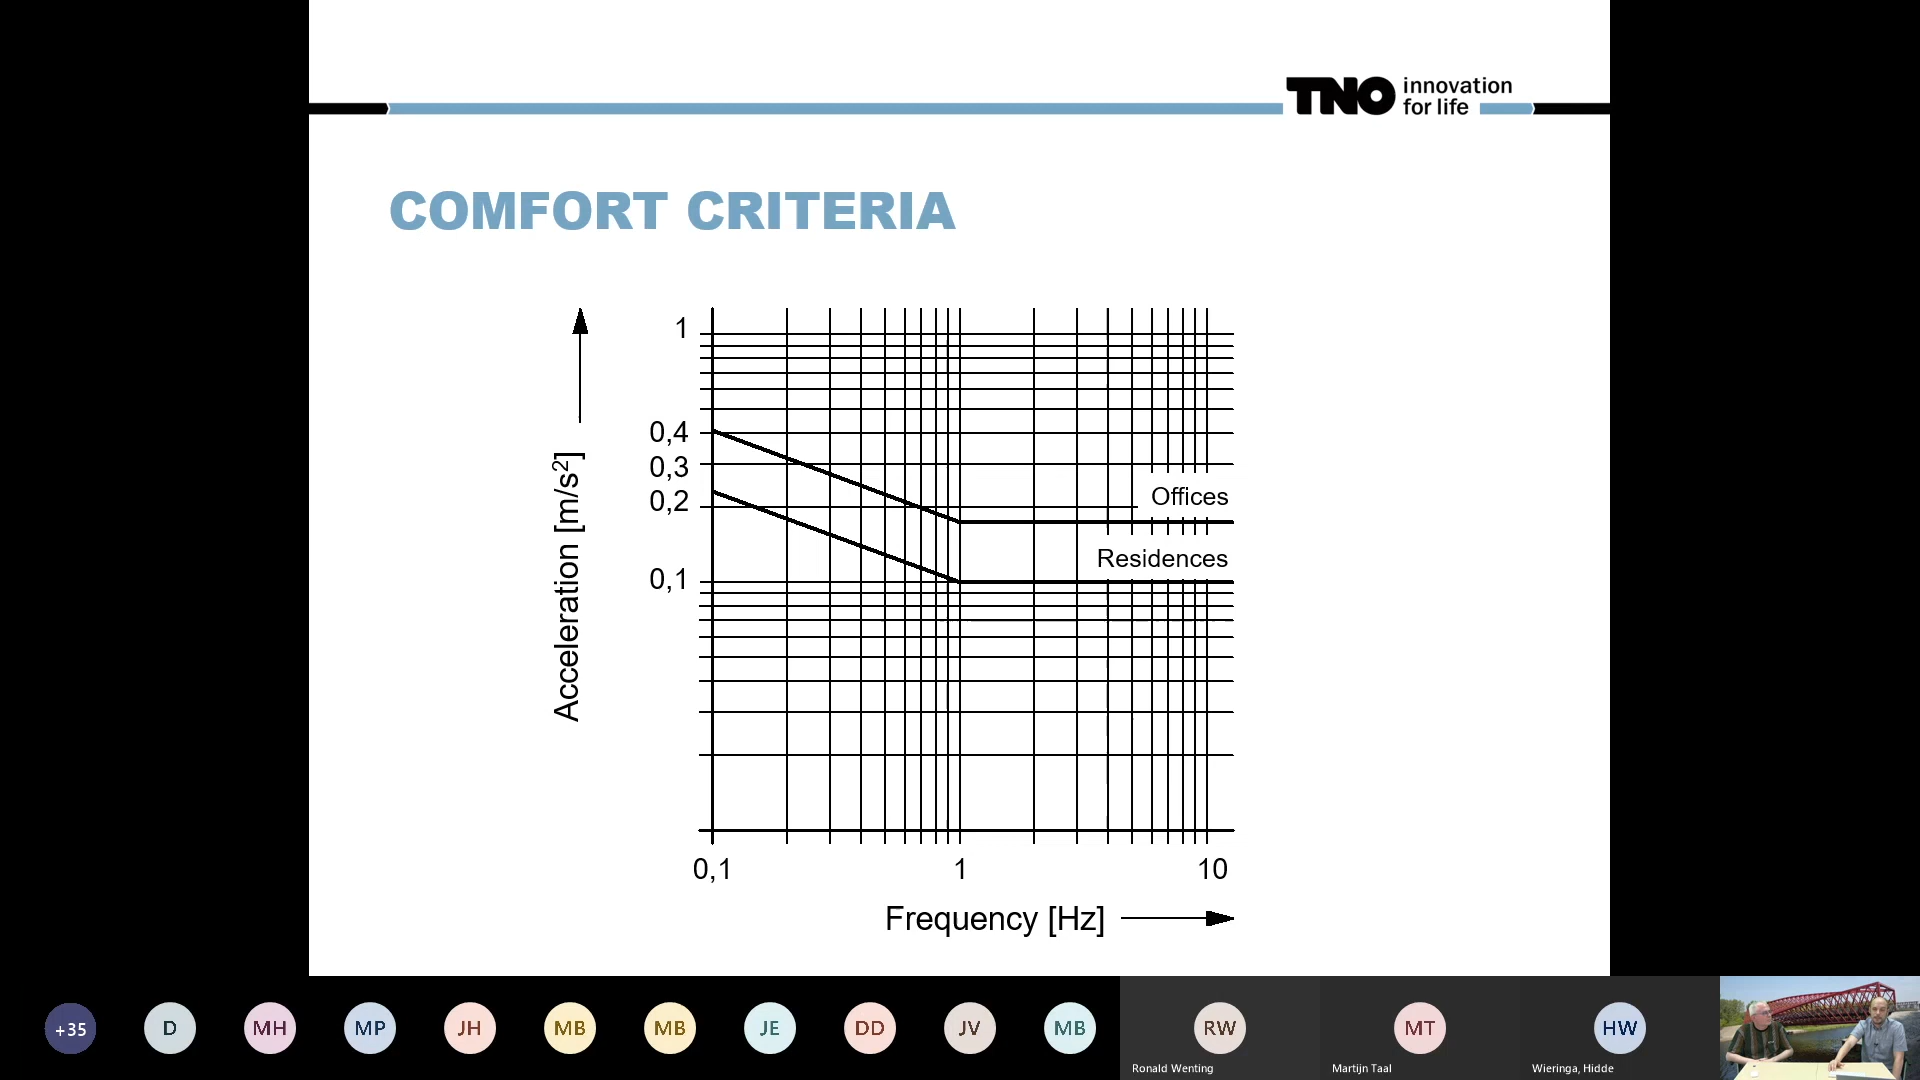 TNO innovation
for life
COMFORT CRITERIA
Acceleration [m/s²]
1
0,4
0,3
0,2
0,1
Offices
Residences
0,1 1 10
Frequency [Hz]
+35 D MH MP JH MB MB JE DD JV MB RW MT HW
Ronald Wenting Martijn Taal Wieringa, Hidde